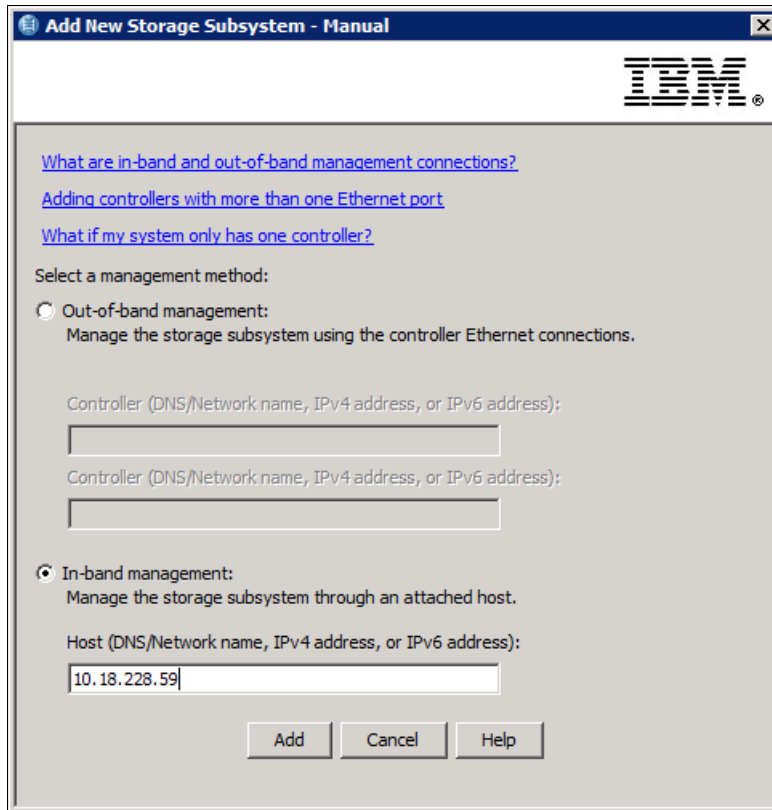 Add New Storage Subsystem - Manual
IBM®
What are in-band and out-of-band management connections?
Adding controllers with more than one Ethernet port
What if my system only has one controller?
Select a management method:
Out-of-band management:
Manage the storage subsystem using the controller Ethernet connections.
Controller (DNS/Network name, IPv4 address, or IPv6 address):
Controller (DNS/Network name, IPv4 address, or IPv6 address):
In-band management:
Manage the storage subsystem through an attached host.
Host (DNS/Network name, IPv4 address, or IPv6 address):
10.18.228.59
Add Cancel Help